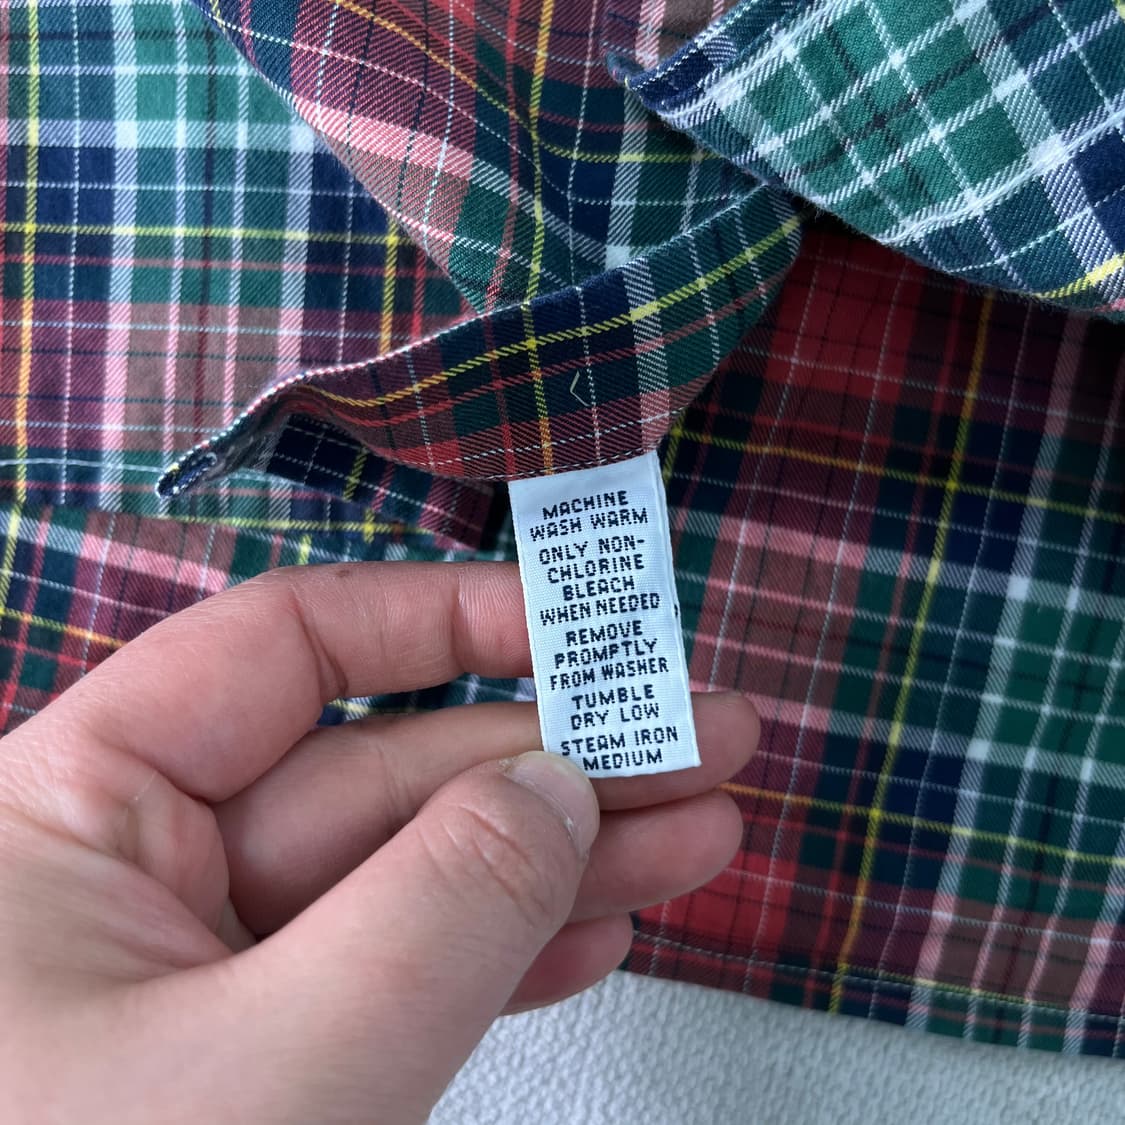 MACHINE
WASH WARM
ONLY NON-
CHLORINE
BLEACH
WHEN NEEDED
REMOVE
PROMPTLY
FROM WASHER
TUMBLE
DRY LOW
STEAM IRON
MEDIUM